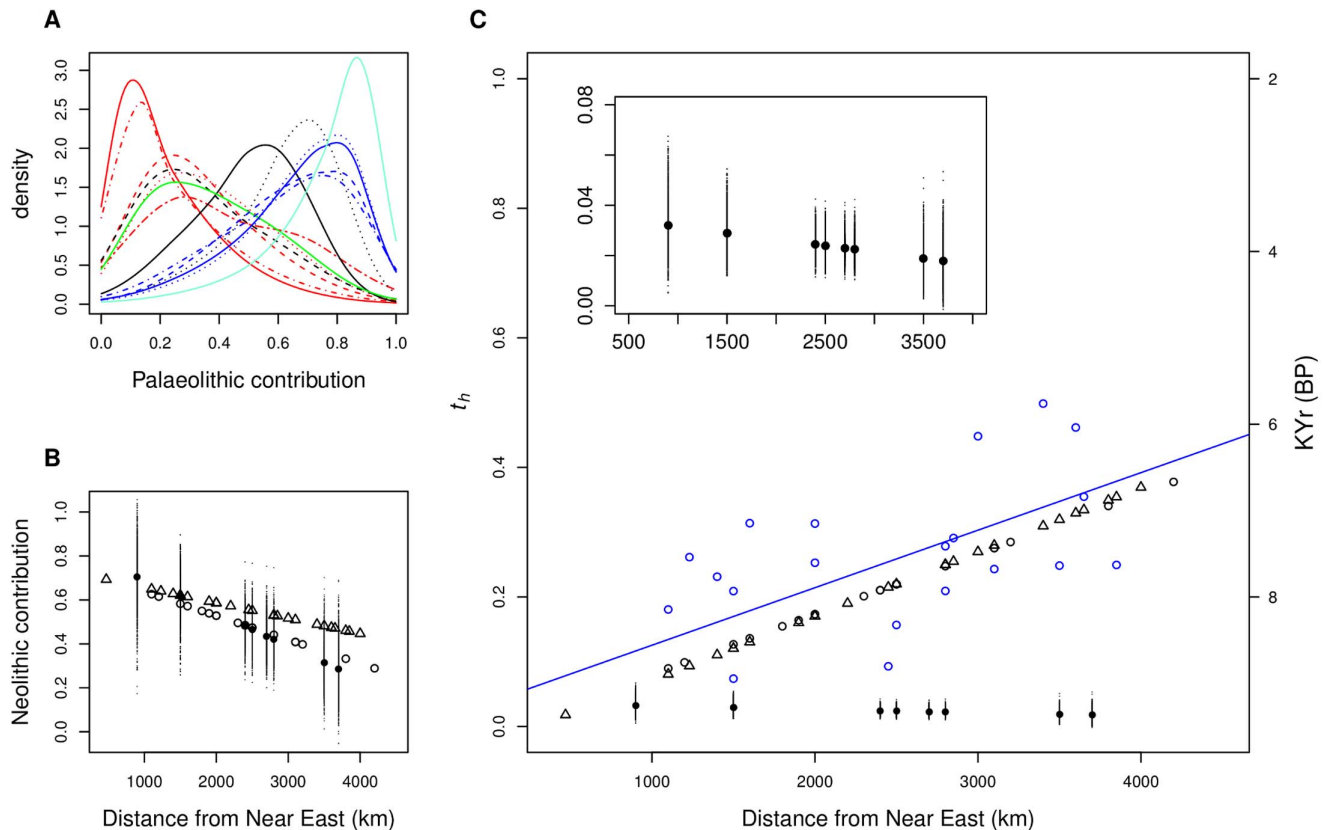 A
3.0
2.5
2.0
1.5
1.0
0.5
0.0
density
0.0 0.2 0.4 0.6 0.8 1.0
Palaeolithic contribution
B
1.0
0.8
0.6
0.4
0.2
0.0
Neolithic contribution
1000 2000 3000 4000
Distance from Near East (km)
C
1.0
0.8
0.6
0.4
0.2
0.0
th
0.08
0.04
0.00
500 1500 2500 3500
2
4
6
8
KYr (BP)
1000 2000 3000 4000
Distance from Near East (km)